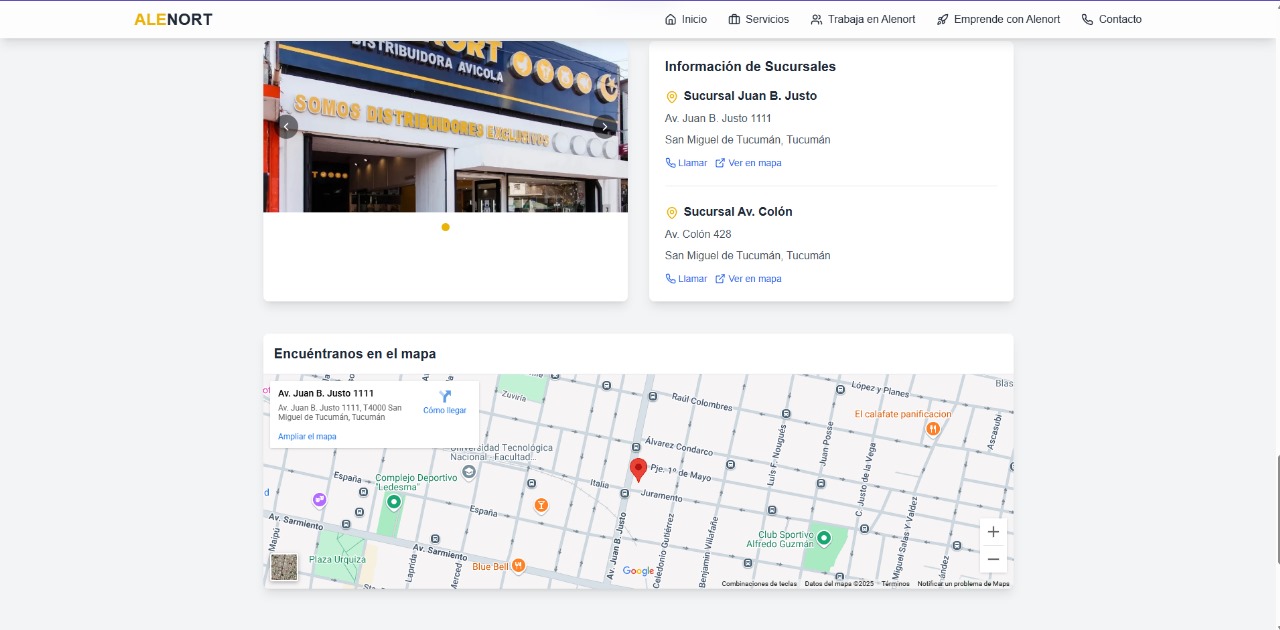 ALENORT
Inicio
Servicios
Trabaja en Alenort
Emprende con Alenort
Contacto
DISTRIBUIDORA AVICOLA
SOMOS DISTRIBUIDORES EXCLUSIVOS
Información de Sucursales
Sucursal Juan B. Justo
Av. Juan B. Justo 1111
San Miguel de Tucumán, Tucumán
Llamar
Ver en mapa
Sucursal Av. Colón
Av. Colón 428
San Miguel de Tucumán, Tucumán
Llamar
Ver en mapa
Encuéntranos en el mapa
Av. Juan B. Justo 1111
Av. Juan B. Justo 1111, T4000 San
Miguel de Tucumán, Tucumán
Cómo llegar
Ampliar el mapa
Zuviría
Raúl Colombres
López y Planes
Blas
El calafate panificacion
Nacional - Facultad...
Tecnológica
Álvarez Condarco
Pje. 1º de Mayo
Luis F. Nougués
Juan Posse
C. Justo de la Vega
Ascasubi
España
Complejo Deportivo
"Ledesma"
Italia
Juramento
España
Av. Sarmiento
Maipú
Plaza Urquiza
Laprida
Av. Sarmiento
Blue Bell
Av. Juan B. Justo
Celedonio Gutiérrez
Benjamín Villafañe
Club Sportivo
Alfredo Guzmán
Miguel Salas Y Valdez
Google
Combinaciones de teclas
Datos del mapa ©2025
Términos
Notificar un problema de Maps